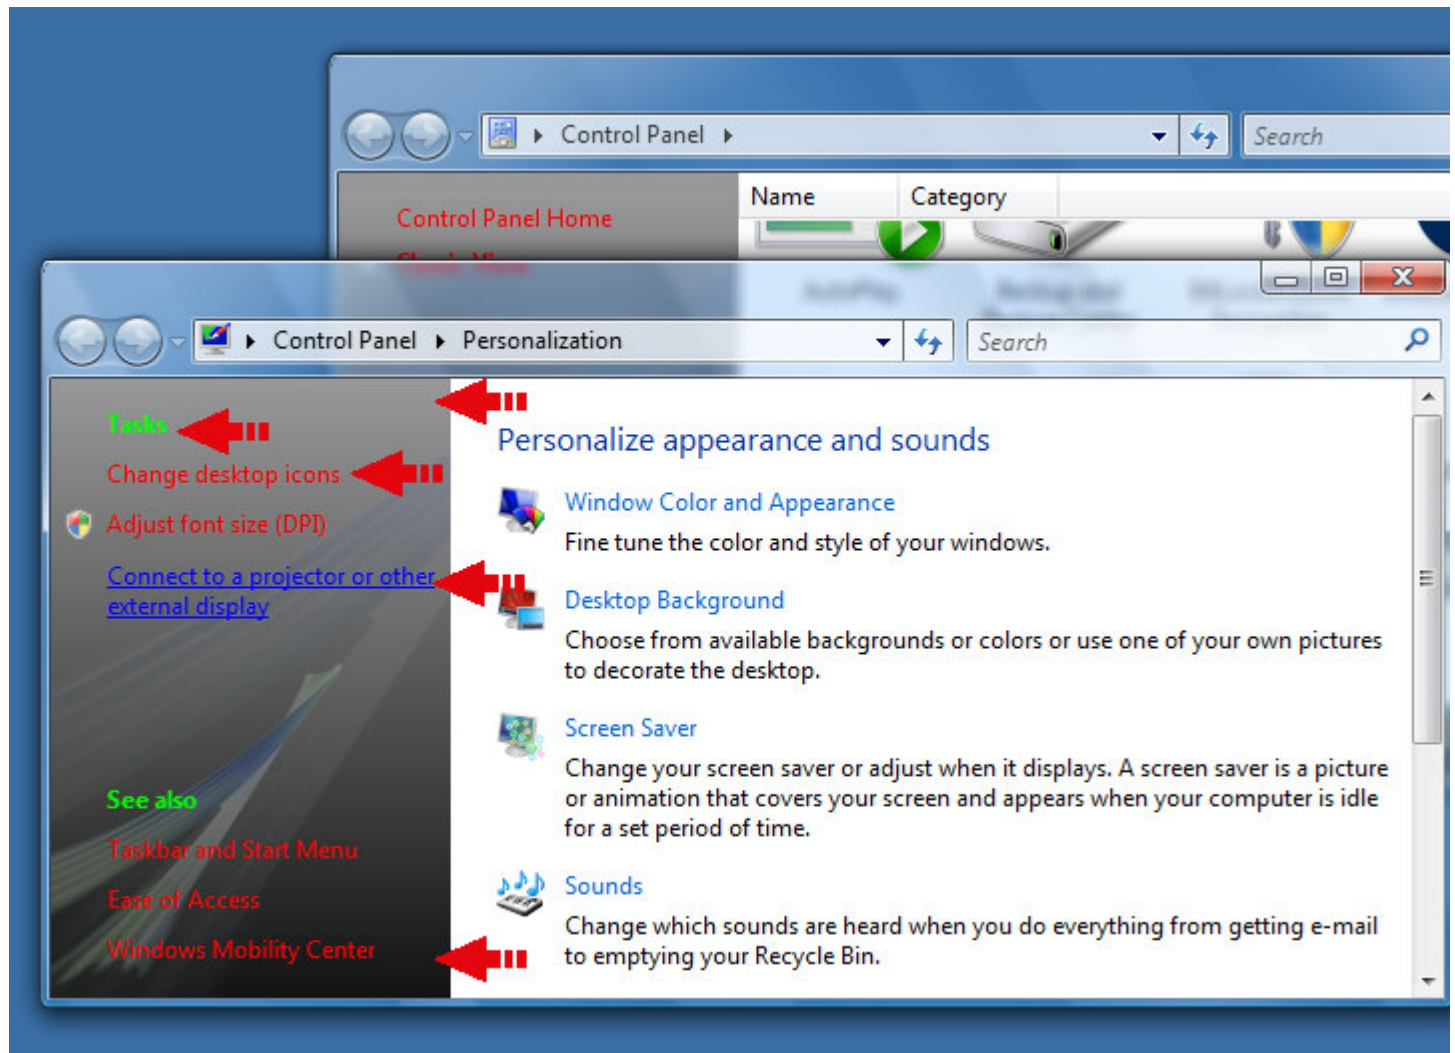 Control Panel
Search
Control Panel Home
Name Category
Classic View
AutoPlay
Control Panel Personalization
Search
Tasks
Change desktop icons
Adjust font size (DPI)
Connect to a projector or other
external display
See also
Taskbar and Start Menu
Ease of Access
Windows Mobility Center
Personalize appearance and sounds
Window Color and Appearance
Fine tune the color and style of your windows.
Desktop Background
Choose from available backgrounds or colors or use one of your own pictures
to decorate the desktop.
Screen Saver
Change your screen saver or adjust when it displays. A screen saver is a picture
or animation that covers your screen and appears when your computer is idle
for a set period of time.
Sounds
Change which sounds are heard when you do everything from getting e-mail
to emptying your Recycle Bin.